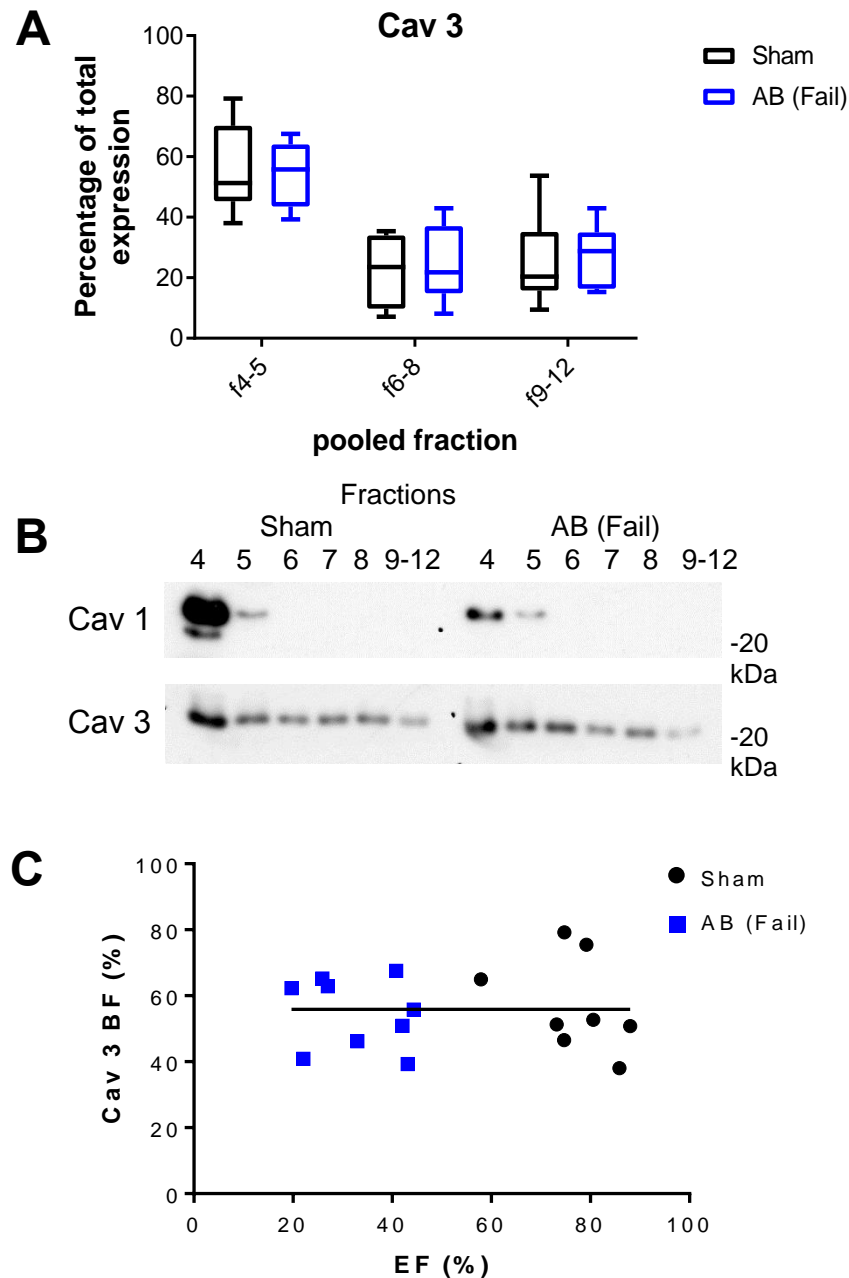 A
Cav 3
Sham
AB (Fail)
Percentage of total
expression
100
80
60
40
20
0
f4-5
f6-8
f9-12
pooled fraction
B
Fractions
Sham
AB (Fail)
4 5 6 7 8 9-12 4 5 6 7 8 9-12
Cav 1
-20
kDa
Cav 3
-20
kDa
C
Sham
AB (Fail)
Cav 3 BF (%)
100
80
60
40
20
0
0 20 40 60 80 100
EF (%)